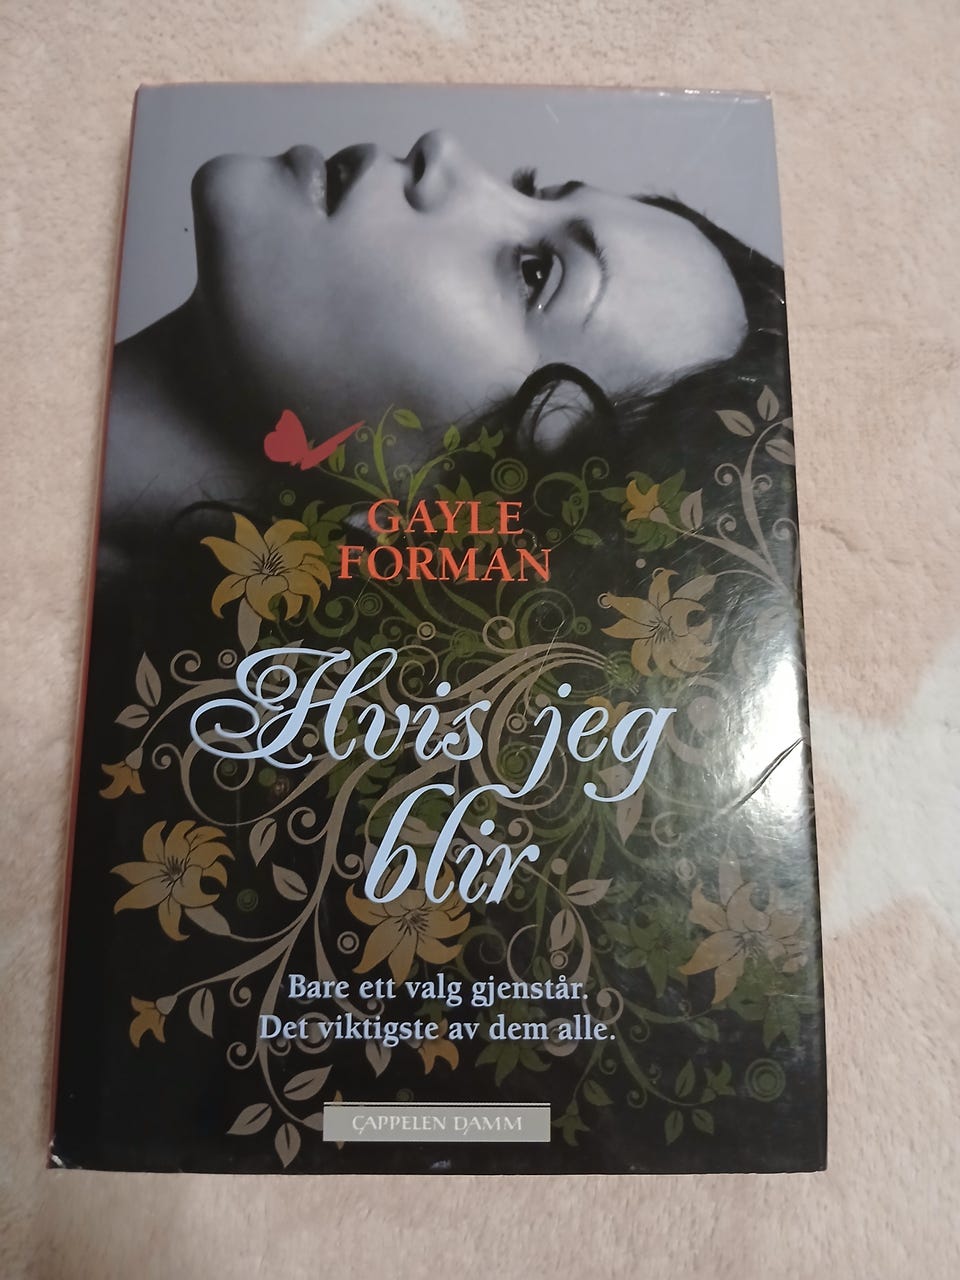 GAYLE
FORMAN
Hvis jeg
blir
Bare ett valg gjenstår.
Det viktigste av dem alle.
CAPPELEN DAMM